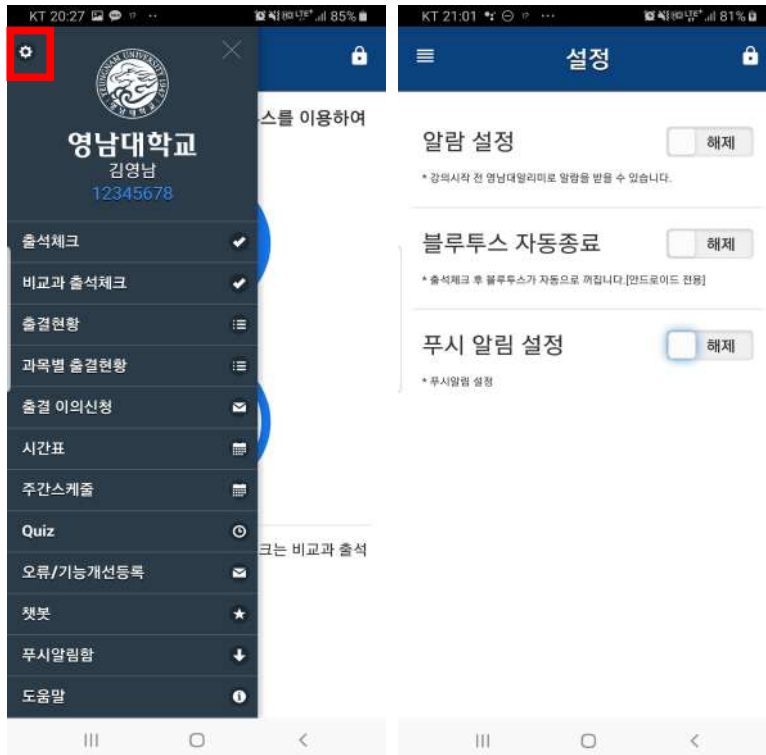 KT 20:27
85%
영남대학교
김영남
12345678
출석체크
비교과 출석체크
출결현황
과목별 출결현황
출결 이의신청
시간표
주간스케줄
Quiz
오류/기능개선등록
챗봇
푸시알림함
도움말
스를 이용하여
크는 비교과 출석
KT 21:01
81%
설정
알람 설정
해제
* 강의시작 전 영남대알리미로 알람을 받을 수 있습니다.
블루투스 자동종료
해제
* 출석체크 후 블루투스가 자동으로 꺼집니다.[안드로이드 전용]
푸시 알림 설정
해제
* 푸시알림 설정